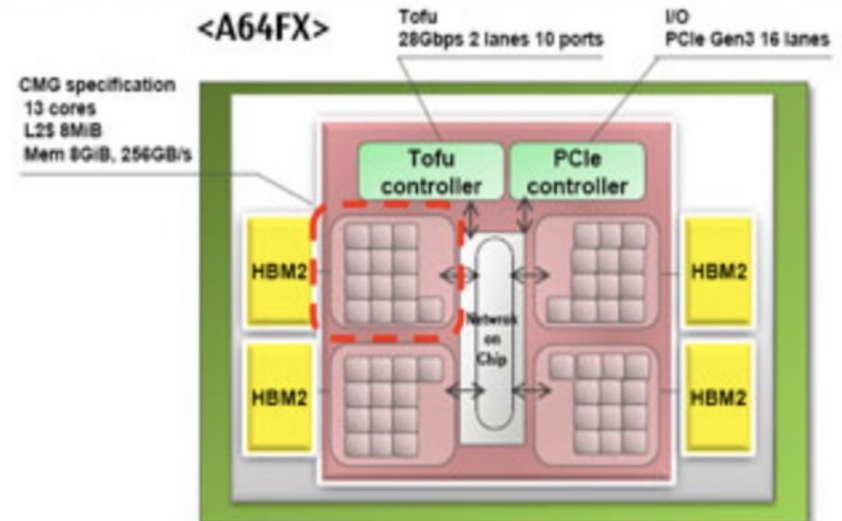 <A64FX>
Tofu
28Gbps 2 lanes 10 ports
I/O
PCIe Gen3 16 lanes
CMG specification
13 cores
L2$ 8MiB
Mem 8GiB, 256GB/s
Tofu
controller
PCIe
controller
HBM2
HBM2
Netwrok
on
Chip
HBM2
HBM2